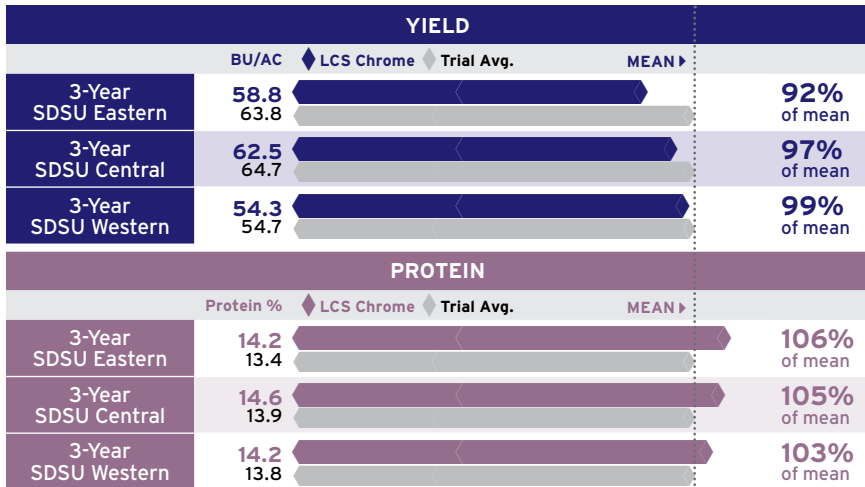 YIELD
BU/AC LCS Chrome Trial Avg. MEAN
3-Year
SDSU Eastern
58.8
63.8
92%
of mean
3-Year
SDSU Central
62.5
64.7
97%
of mean
3-Year
SDSU Western
54.3
54.7
99%
of mean
PROTEIN
Protein % LCS Chrome Trial Avg. MEAN
3-Year
SDSU Eastern
14.2
13.4
106%
of mean
3-Year
SDSU Central
14.6
13.9
105%
of mean
3-Year
SDSU Western
14.2
13.8
103%
of mean